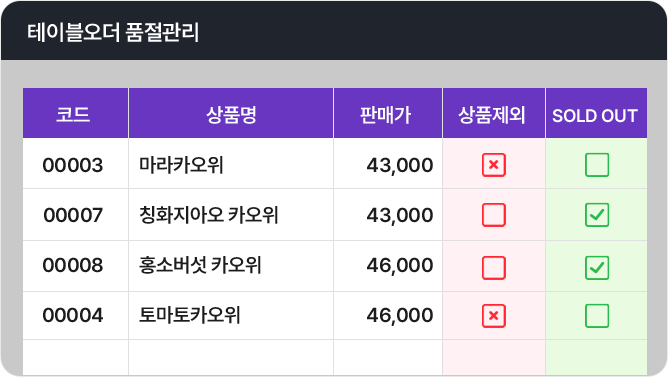 테이블오더 품절관리
코드 상품명 판매가 상품제외 SOLD OUT
00003 마라카오위 43,000
00007 칭화지아오 카오위 43,000
00008 홍소버섯 카오위 46,000
00004 토마토카오위 46,000